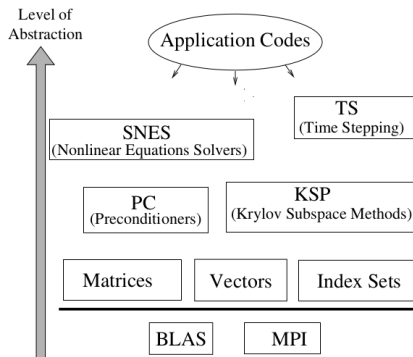 Level of
Abstraction
Application Codes
TS
(Time Stepping)
SNES
(Nonlinear Equations Solvers)
PC
(Preconditioners)
KSP
(Krylov Subspace Methods)
Matrices
Vectors
Index Sets
BLAS
MPI